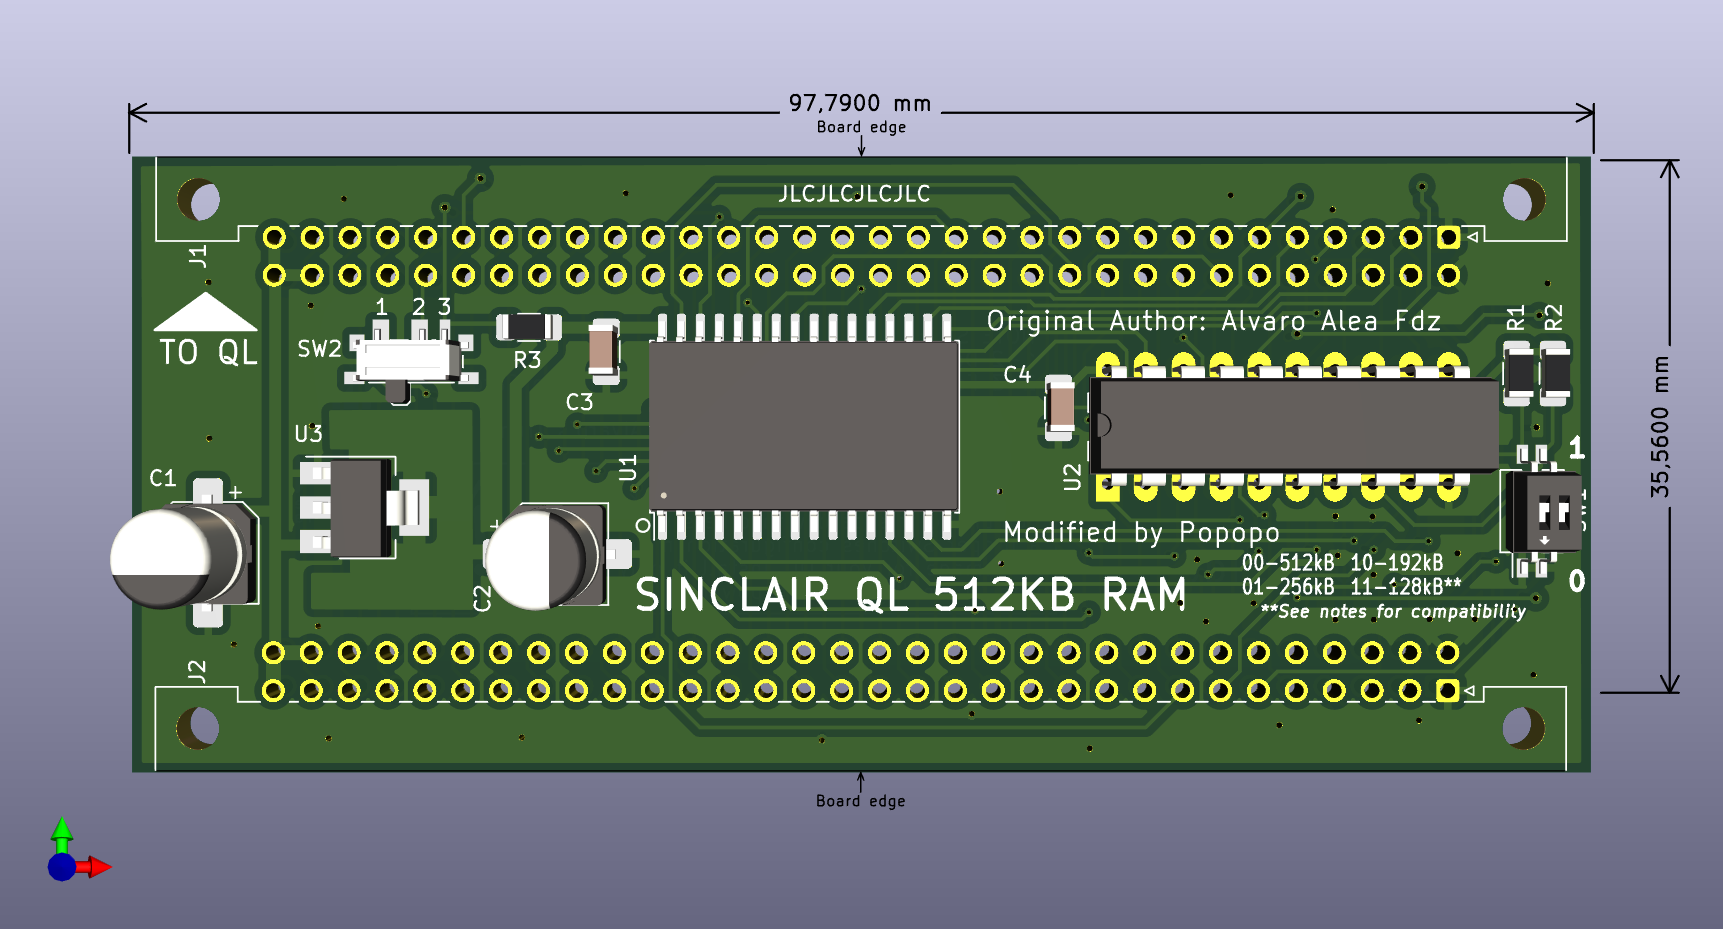 97,7900 mm
Board edge
JLCJLCJLCJLC
J1
1 2 3
TO QL
SW2
R3
C3
Original Author: Alvaro Alea Fdz
R1
R2
C4
U3
35,5600 mm
1
C1
+
U1
U2
+
Modified by Popopo
00-512kB 10-192kB
01-256kB 11-128kB**
**See notes for compatibility
0
C2
SINCLAIR QL 512KB RAM
J2
Board edge